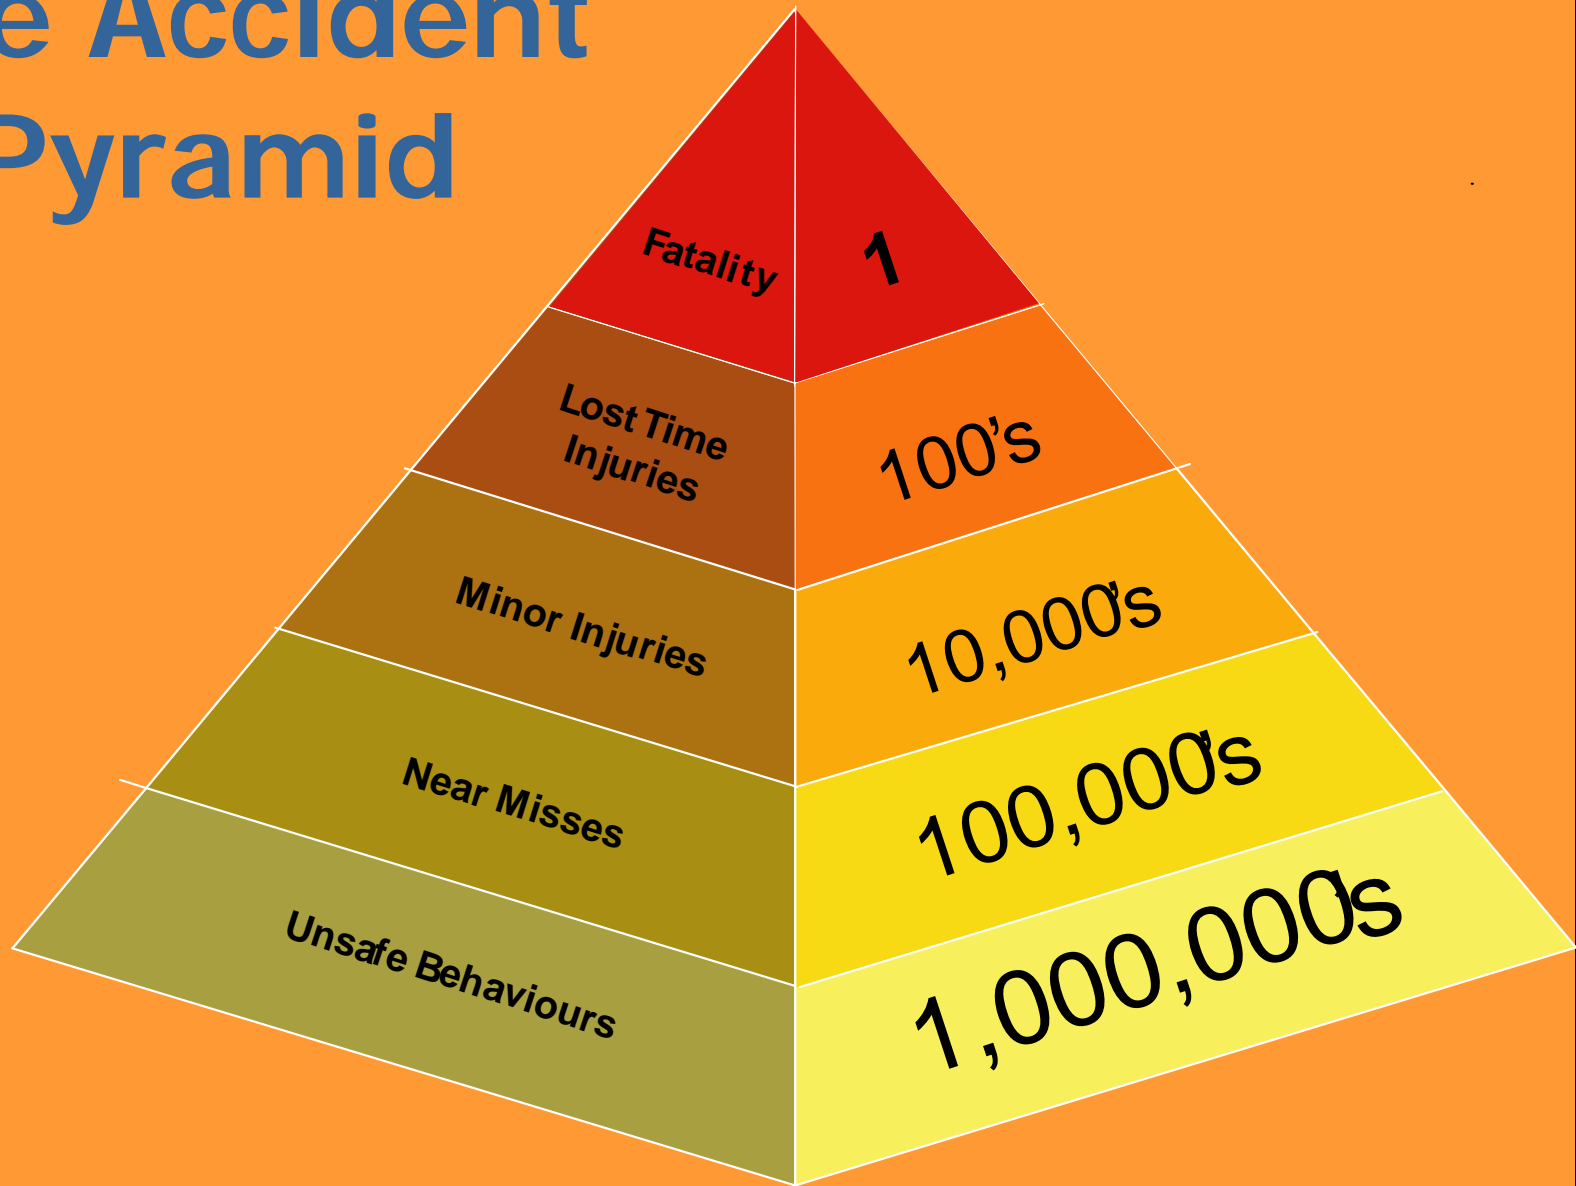 e Accident
Pyramid
Fatality
1
Lost Time
Injuries
100’s
Minor Injuries
10,000’s
Near Misses
100,000’s
Unsafe Behaviours
1,000,000’s